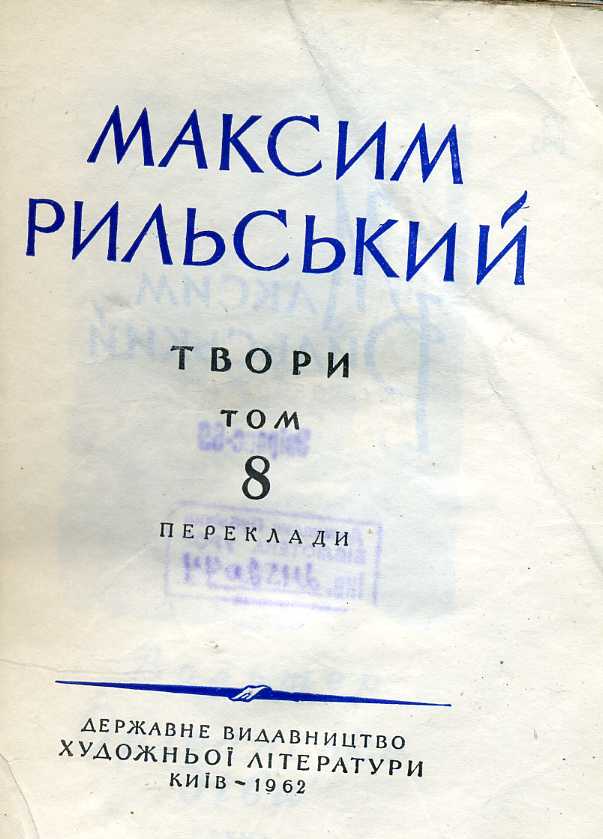 МАКСИМ
РИЛЬСЬКИЙ
ТВОРИ
ТОМ
8
ПЕРЕКЛАДИ
ДЕРЖАВНЕ ВИДАВНИЦТВО
ХУДОЖНЬОЇ ЛІТЕРАТУРИ
КИЇВ – 1962